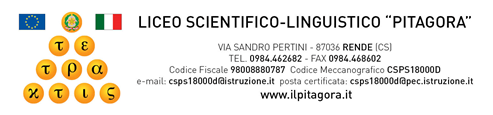 LICEO SCIENTIFICO-LINGUISTICO "PITAGORA"
VIA SANDRO PERTINI - 87036 RENDE (CS)
TEL. 0984.462682 - FAX 0984.468602
Codice Fiscale 98008880787 Codice Meccanografico CSPS18000D
e-mail: csps18000d@istruzione.it posta certificata: csps18000d@pec.istruzione.it
www.ilpitagora.it
τ ε
τ ρ α
κ τ ι ς